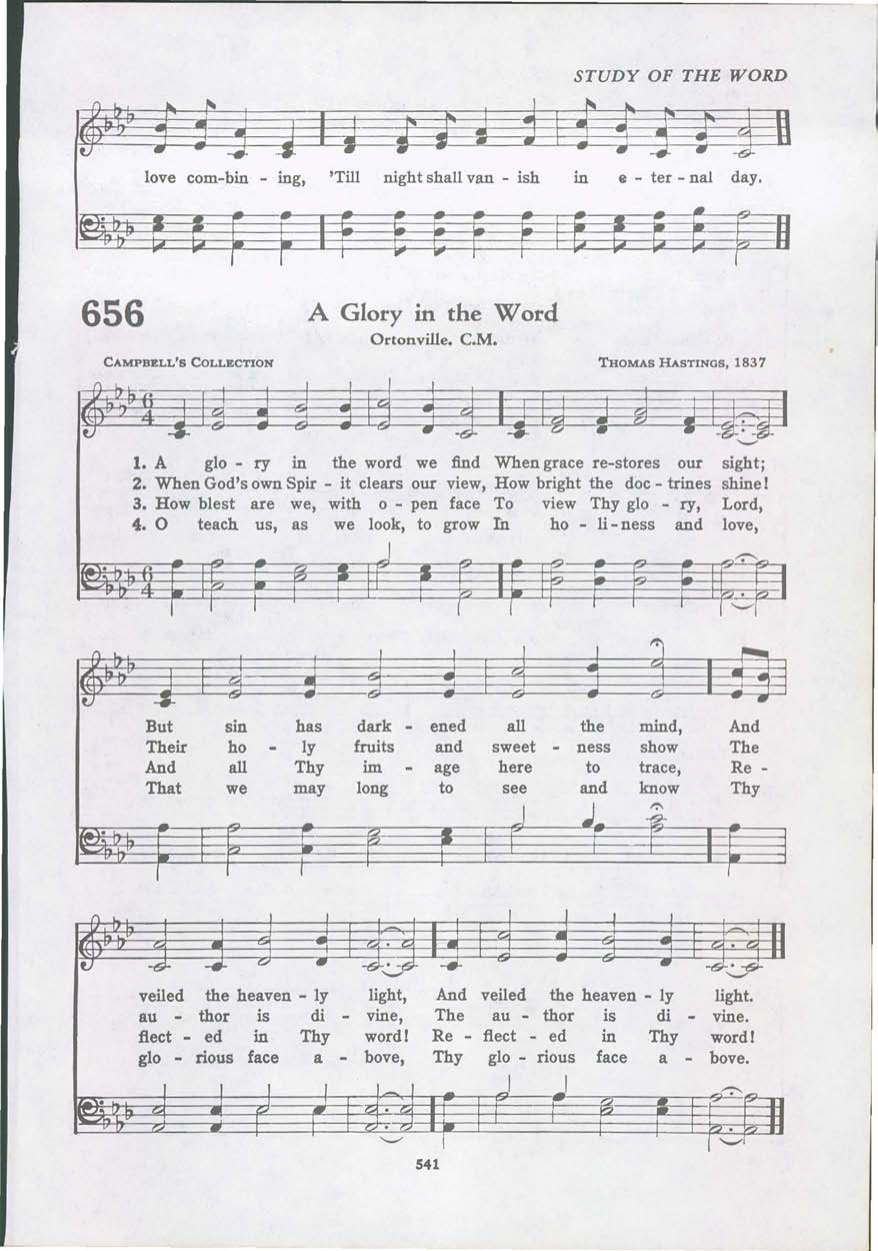 STUDY OF THE WORD
love com-bin - ing, 'Till night shall van - ish in e - ter - nal day.
656
A Glory in the Word
Ortonville. C.M.
CAMPBELL'S COLLECTION THOMAS HASTINGS, 1837
6
4
1. A glo - ry in the word we find When grace re-stores our sight;
2. When God's own Spir - it clears our view, How bright the doc - trines shine!
3. How blest are we, with o - pen face To view Thy glo - ry, Lord,
4. O teach us, as we look, to grow In ho - li - ness and love,
6
4
But sin has dark - ened all the mind, And
Their ho - ly fruits and sweet - ness show The
And all Thy im - age here to trace, Re -
That we may long to see and know Thy
veiled the heaven - ly light, And veiled the heaven - ly light.
au - thor is di - vine, The au - thor is di - vine.
flect - ed in Thy word! Re - flect - ed in Thy word!
glo - rious face a - bove, Thy glo - rious face a - bove.
541